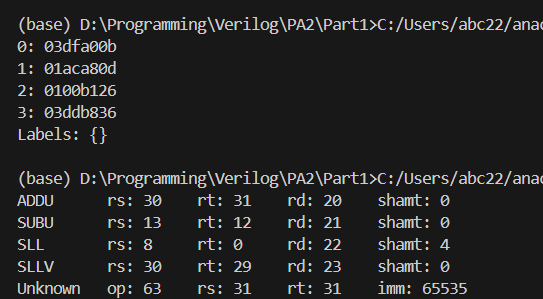 (base) D:\Programming\Verilog\PA2\Part1>C:/Users/abc22/anac
0: 03dfa00b
1: 01aca80d
2: 0100b126
3: 03ddb836
Labels: {}
(base) D:\Programming\Verilog\PA2\Part1>C:/Users/abc22/anac
ADDU rs: 30 rt: 31 rd: 20 shamt: 0
SUBU rs: 13 rt: 12 rd: 21 shamt: 0
SLL rs: 8 rt: 0 rd: 22 shamt: 4
SLLV rs: 30 rt: 29 rd: 23 shamt: 0
Unknown op: 63 rs: 31 rt: 31 imm: 65535